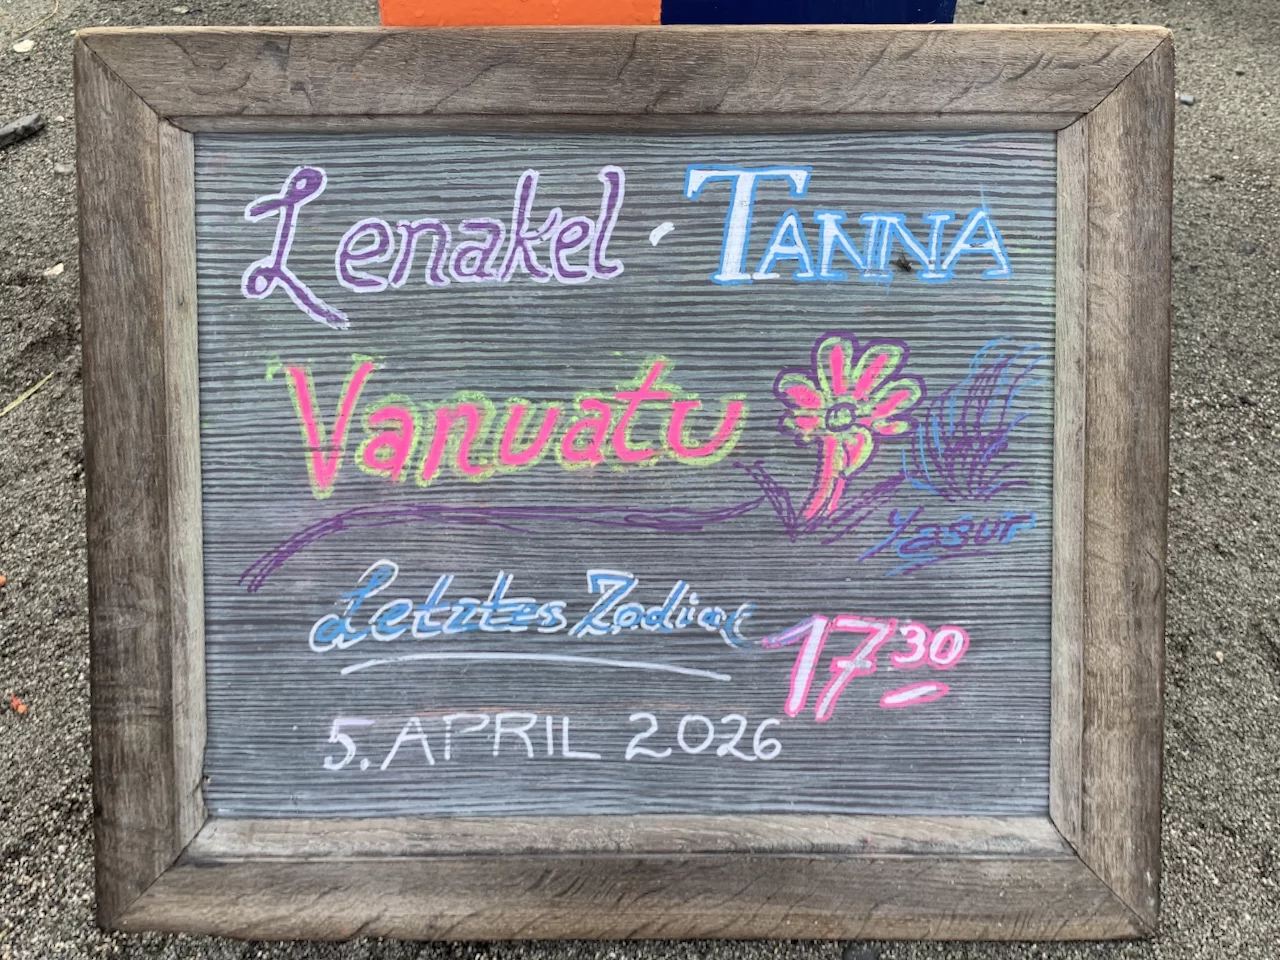 Lenakel · TANNA
Vanuatu
Yasur
Letztes Zodiac 17³⁰
5. APRIL 2026